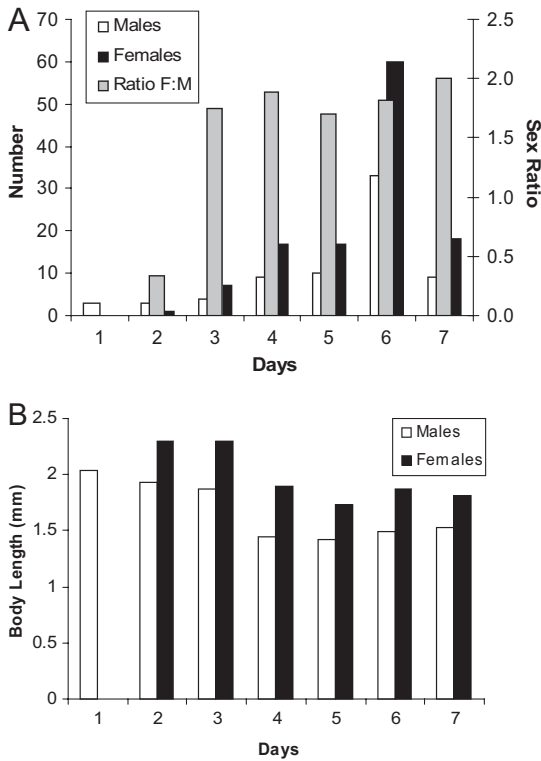 A
Males
Females
Ratio F:M
70
60
50
40
30
20
10
0
Number
2.5
2.0
1.5
1.0
0.5
0.0
Sex Ratio
1 2 3 4 5 6 7
Days
B
Males
Females
2.5
2
1.5
1
0.5
0
Body Length (mm)
1 2 3 4 5 6 7
Days